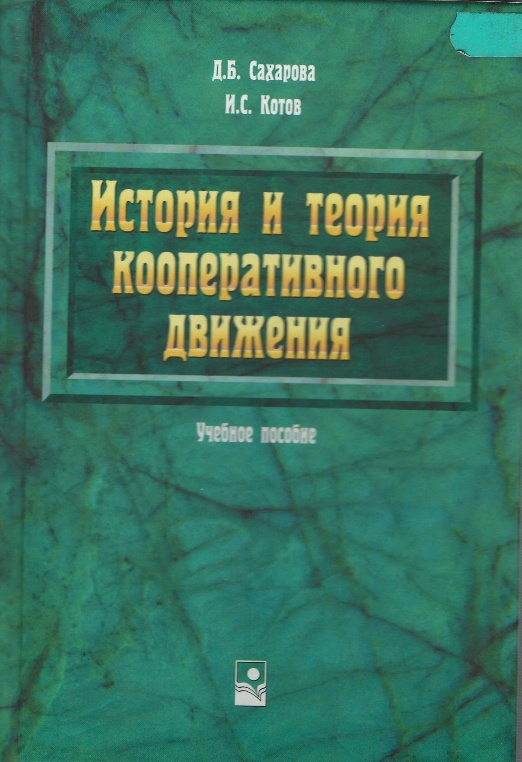 Д.Б. Сахарова
И.С. Котов
История и теория
кооперативного
движения
Учебное пособие